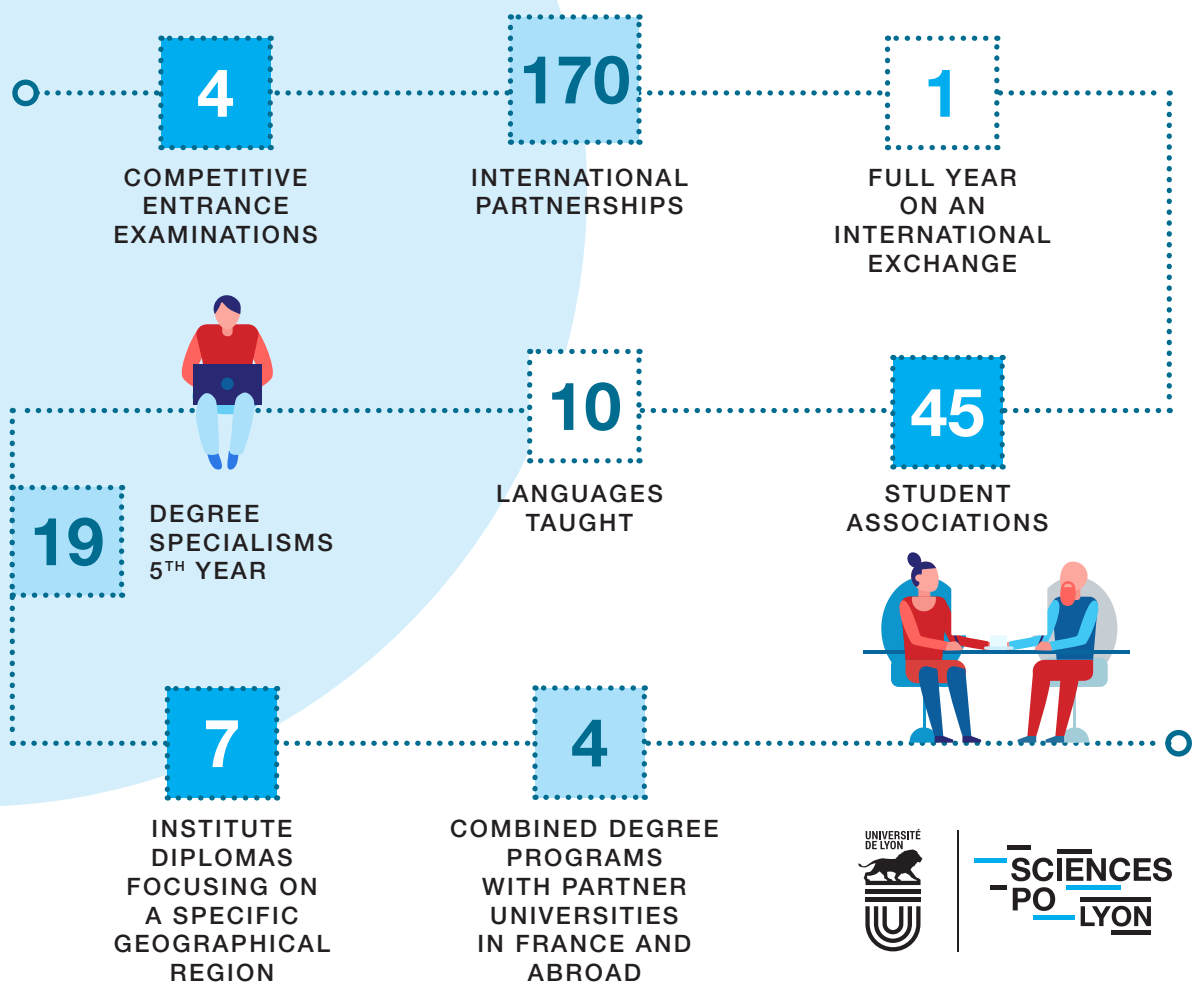 4
COMPETITIVE
ENTRANCE
EXAMINATIONS
170
INTERNATIONAL
PARTNERSHIPS
1
FULL YEAR
ON AN
INTERNATIONAL
EXCHANGE
45
STUDENT
ASSOCIATIONS
10
LANGUAGES
TAUGHT
19
DEGREE
SPECIALISMS
5TH YEAR
7
INSTITUTE
DIPLOMAS
FOCUSING ON
A SPECIFIC
GEOGRAPHICAL
REGION
4
COMBINED DEGREE
PROGRAMS
WITH PARTNER
UNIVERSITIES
IN FRANCE AND
ABROAD
UNIVERSITÉ
DE LYON
SCIENCES
PO
LYON